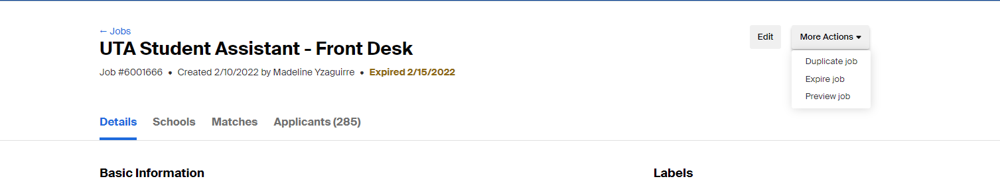 ← Jobs
UTA Student Assistant - Front Desk
Job #6001666 • Created 2/10/2022 by Madeline Yzaguirre • Expired 2/15/2022
Edit
More Actions ▾
Duplicate job
Expire job
Preview job
Details Schools Matches Applicants (285)
Basic Information
Labels